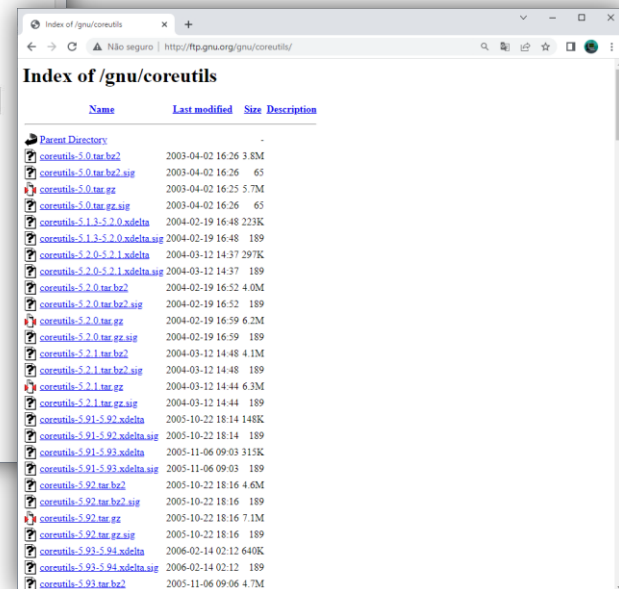 Index of /gnu/coreutils
Não seguro | http://ftp.gnu.org/gnu/coreutils/
Index of /gnu/coreutils
Name Last modified Size Description
Parent Directory -
coreutils-5.0.tar.bz2 2003-04-02 16:26 3.8M
coreutils-5.0.tar.bz2.sig 2003-04-02 16:26 65
coreutils-5.0.tar.gz 2003-04-02 16:25 5.7M
coreutils-5.0.tar.gz.sig 2003-04-02 16:26 65
coreutils-5.1.3-5.2.0.xdelta 2004-02-19 16:48 223K
coreutils-5.1.3-5.2.0.xdelta.sig 2004-02-19 16:48 189
coreutils-5.2.0-5.2.1.xdelta 2004-03-12 14:37 297K
coreutils-5.2.0-5.2.1.xdelta.sig 2004-03-12 14:37 189
coreutils-5.2.0.tar.bz2 2004-02-19 16:52 4.0M
coreutils-5.2.0.tar.bz2.sig 2004-02-19 16:52 189
coreutils-5.2.0.tar.gz 2004-02-19 16:59 6.2M
coreutils-5.2.0.tar.gz.sig 2004-02-19 16:59 189
coreutils-5.2.1.tar.bz2 2004-03-12 14:48 4.1M
coreutils-5.2.1.tar.bz2.sig 2004-03-12 14:48 189
coreutils-5.2.1.tar.gz 2004-03-12 14:44 6.3M
coreutils-5.2.1.tar.gz.sig 2004-03-12 14:44 189
coreutils-5.91-5.92.xdelta 2005-10-22 18:14 148K
coreutils-5.91-5.92.xdelta.sig 2005-10-22 18:14 189
coreutils-5.91-5.93.xdelta 2005-11-06 09:03 315K
coreutils-5.91-5.93.xdelta.sig 2005-11-06 09:03 189
coreutils-5.92.tar.bz2 2005-10-22 18:16 4.6M
coreutils-5.92.tar.bz2.sig 2005-10-22 18:16 189
coreutils-5.92.tar.gz 2005-10-22 18:16 7.1M
coreutils-5.92.tar.gz.sig 2005-10-22 18:16 189
coreutils-5.93-5.94.xdelta 2006-02-14 02:12 640K
coreutils-5.93-5.94.xdelta.sig 2006-02-14 02:12 189
coreutils-5.93.tar.bz2 2005-11-06 09:06 4.7M